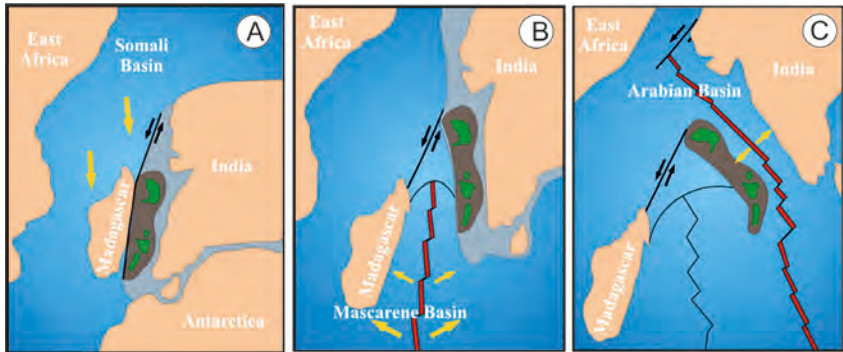 A
East
Africa
Somali
Basin
India
Madagascar
Antarctica
B
East
Africa
India
Madagascar
Mascarene Basin
C
East
Africa
India
Arabian Basin
Madagascar